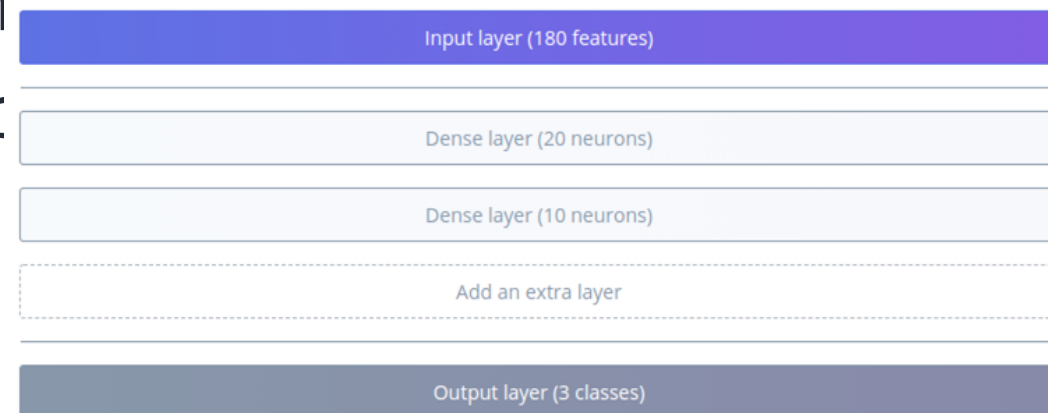 Input layer (180 features)
Dense layer (20 neurons)
Dense layer (10 neurons)
Add an extra layer
Output layer (3 classes)